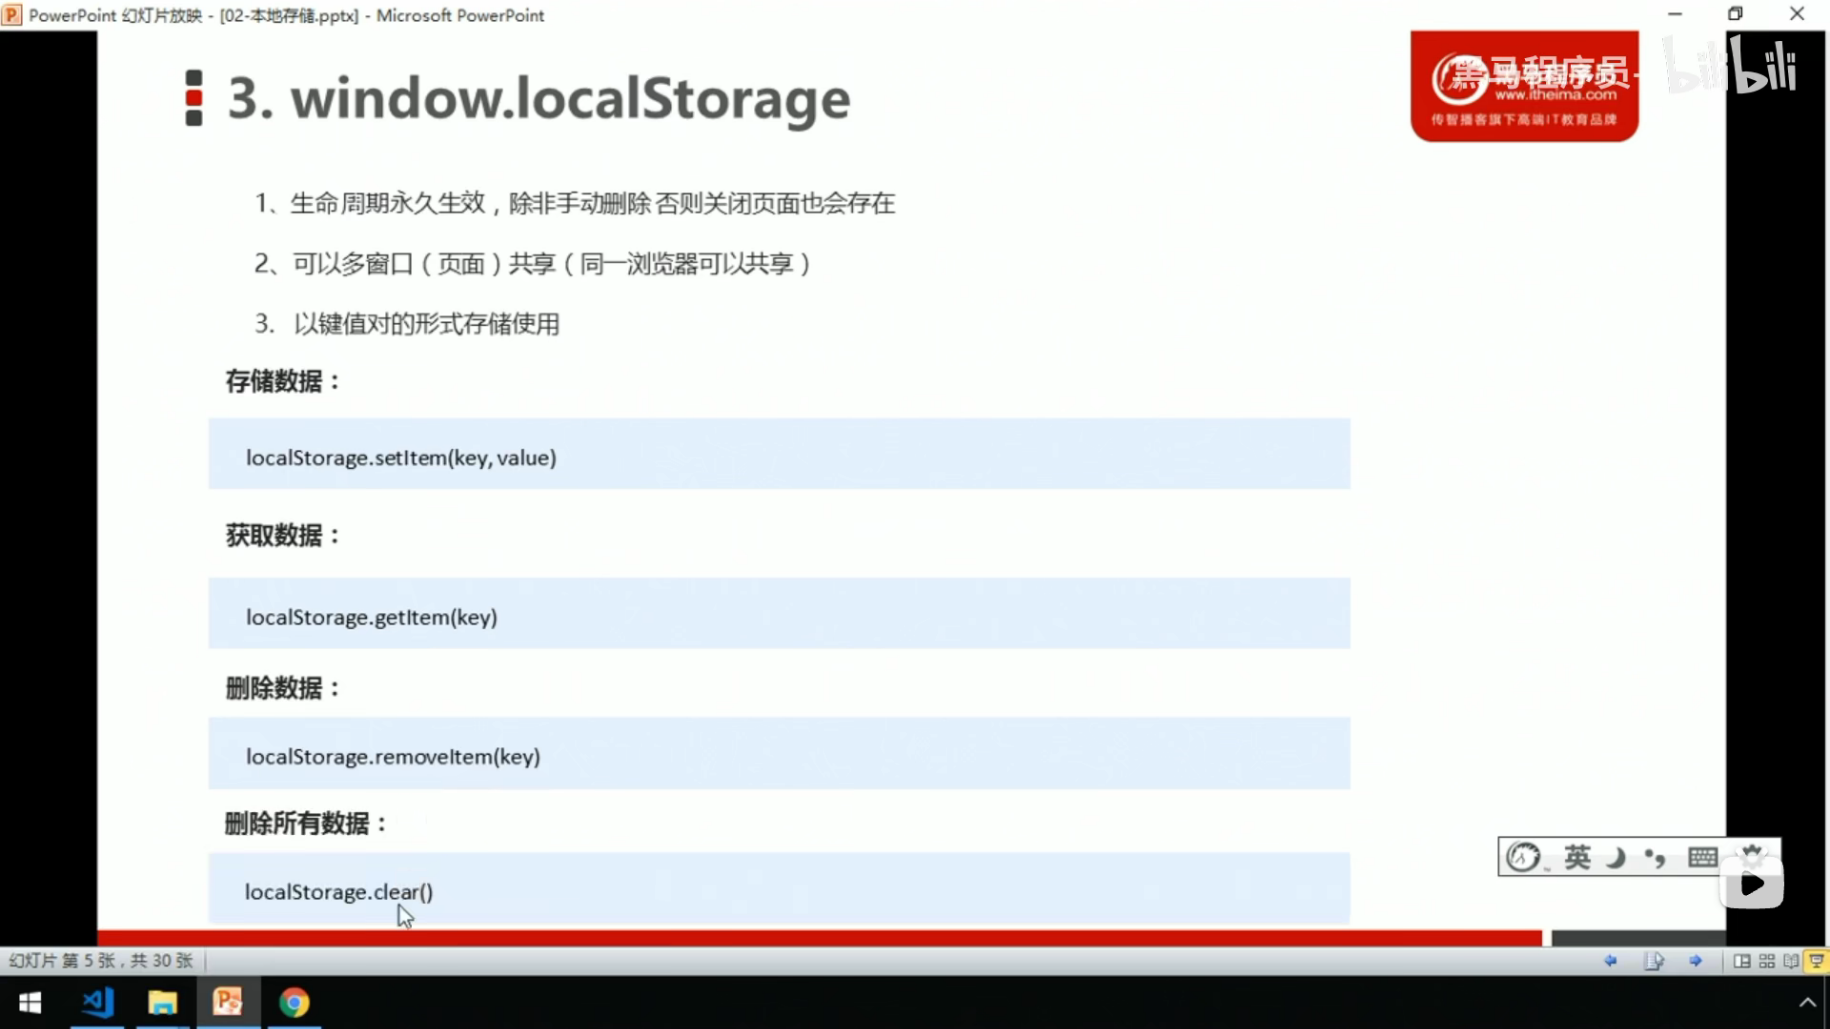 PowerPoint 幻灯片放映 - [02-本地存储.pptx] - Microsoft PowerPoint
3. window.localStorage
黑马程序员-
bilibili
www.itheima.com
传智播客旗下高端IT教育品牌
1、生命周期永久生效，除非手动删除 否则关闭页面也会存在
2、可以多窗口（页面）共享（同一浏览器可以共享）
3. 以键值对的形式存储使用
存储数据：
localStorage.setItem(key, value)
获取数据：
localStorage.getItem(key)
删除数据：
localStorage.removeItem(key)
删除所有数据：
localStorage.clear()
英
幻灯片 第 5 张，共 30 张